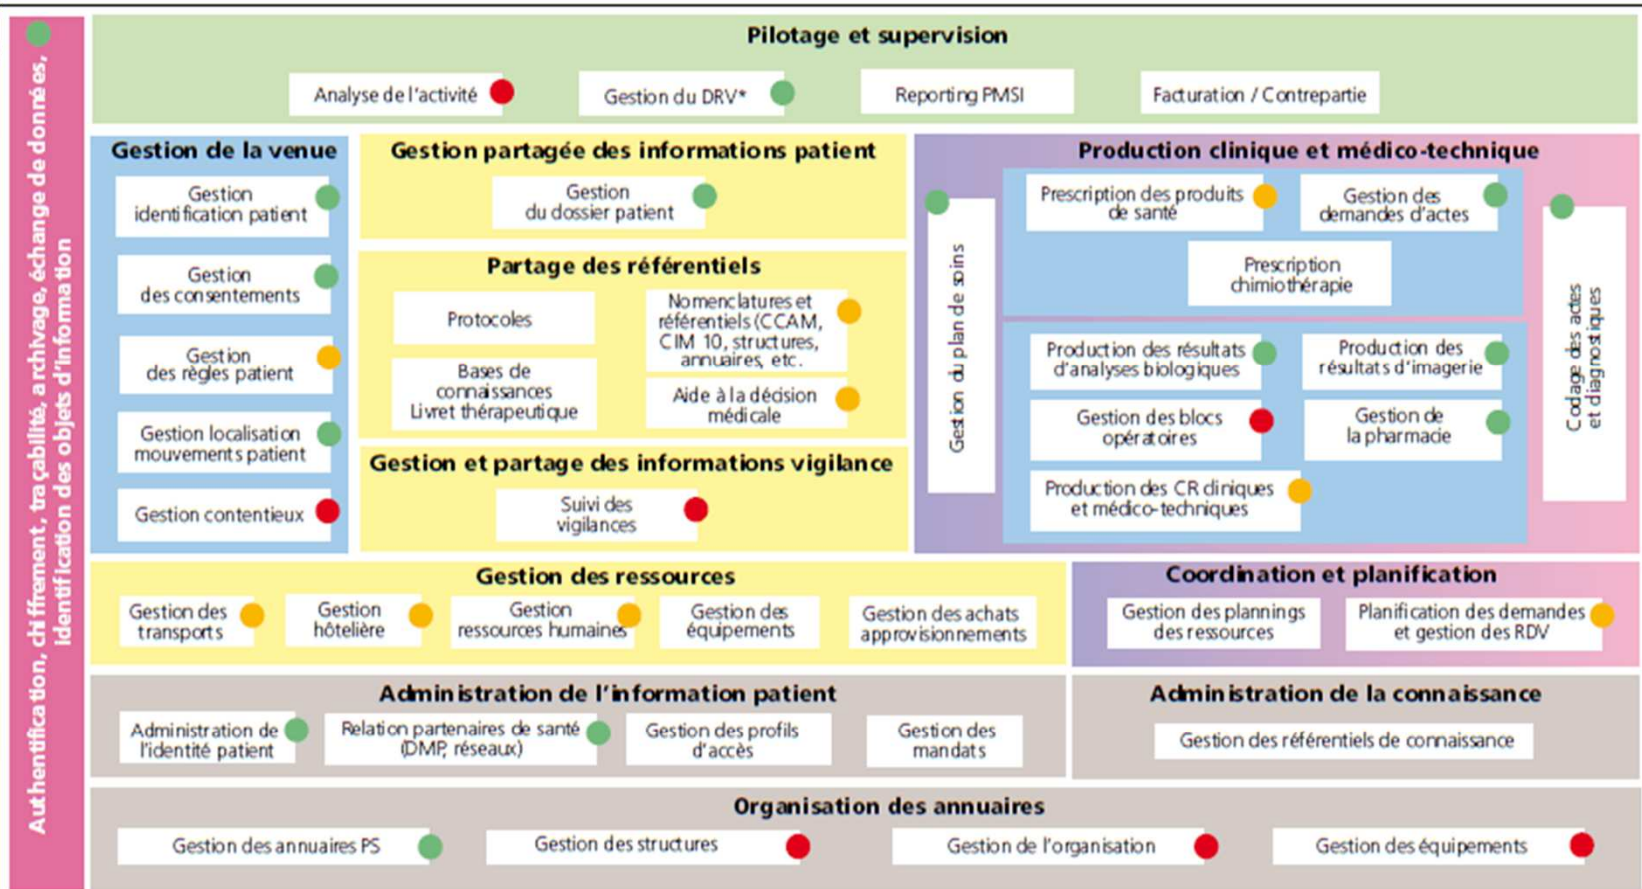 Authentification, chiffrement, traçabilité, archivage, échange de données,
identification des objets d'information
Pilotage et supervision
Analyse de l'activité
Gestion du DRV*
Reporting PMSI
Facturation / Contrepartie
Gestion de la venue
Gestion
identification patient
Gestion
des consentements
Gestion
des règles patient
Gestion localisation
mouvements patient
Gestion contentieux
Gestion partagée des informations patient
Gestion
du dossier patient
Partage des référentiels
Protocoles
Nomenclatures et
référentiels (CCAM,
CIM 10, structures,
annuaires, etc.
Bases de
connaissances
Livret thérapeutique
Aide à la décision
médicale
Gestion et partage des informations vigilance
Suivi des
vigilances
Production clinique et médico-technique
Gestion du plan de soins
Prescription des produits
de santé
Gestion des
demandes d'actes
Prescription
chimiothérapie
Production des résultats
d'analyses biologiques
Production des
résultats d'imagerie
Gestion des blocs
opératoires
Gestion de
la pharmacie
Production des CR cliniques
et médico-techniques
Codage des actes
et diagnostiques
Gestion des ressources
Gestion des
transports
Gestion
hôtelière
Gestion
ressources humaines
Gestion des
équipements
Gestion des achats
approvisionnements
Coordination et planification
Gestion des plannings
des ressources
Planification des demandes
et gestion des RDV
Administration de l'information patient
Administration de
l'identité patient
Relation partenaires de santé
(DMP, réseaux)
Gestion des profils
d'accès
Gestion des
mandats
Administration de la connaissance
Gestion des référentiels de connaissance
Organisation des annuaires
Gestion des annuaires PS
Gestion des structures
Gestion de l'organisation
Gestion des équipements